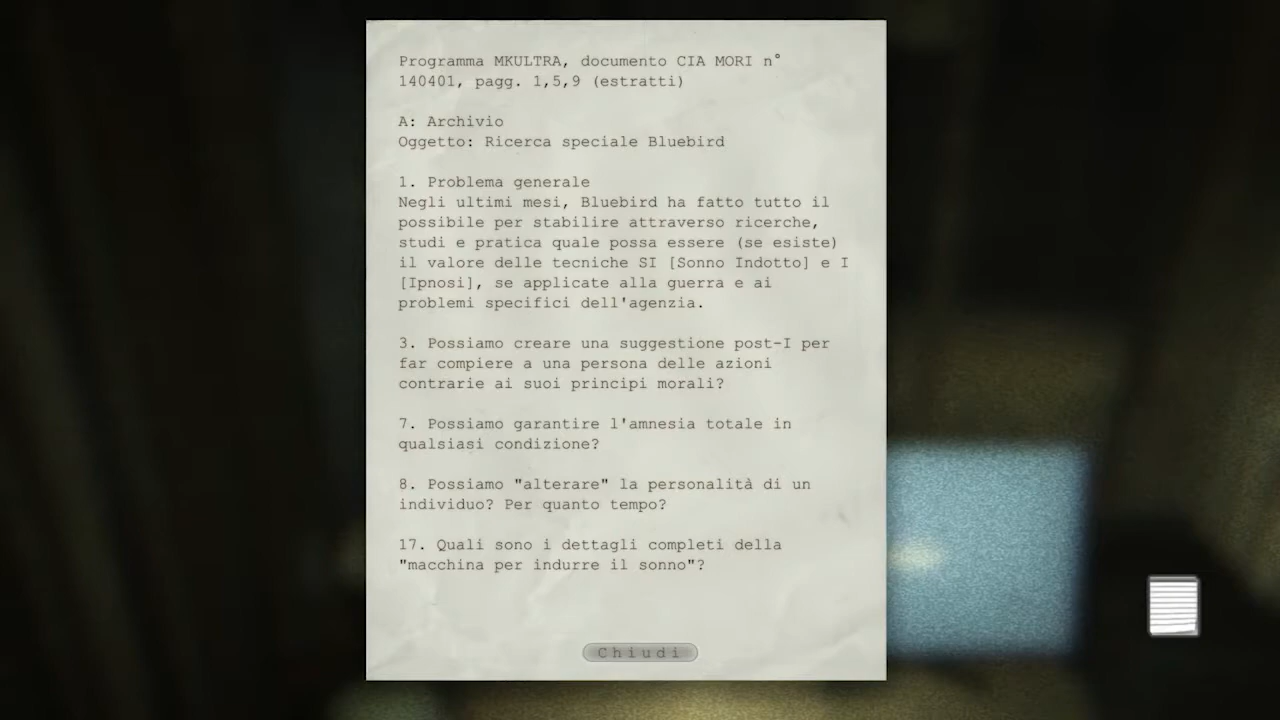 Programma MKULTRA, documento CIA MORI n°
140401, pagg. 1,5,9 (estratti)
A: Archivio
Oggetto: Ricerca speciale Bluebird
1. Problema generale
Negli ultimi mesi, Bluebird ha fatto tutto il
possibile per stabilire attraverso ricerche,
studi e pratica quale possa essere (se esiste)
il valore delle tecniche SI [Sonno Indotto] e I
[Ipnosi], se applicate alla guerra e ai
problemi specifici dell'agenzia.
3. Possiamo creare una suggestione post-I per
far compiere a una persona delle azioni
contrarie ai suoi principi morali?
7. Possiamo garantire l'amnesia totale in
qualsiasi condizione?
8. Possiamo "alterare" la personalità di un
individuo? Per quanto tempo?
17. Quali sono i dettagli completi della
"macchina per indurre il sonno"?
Chiudi